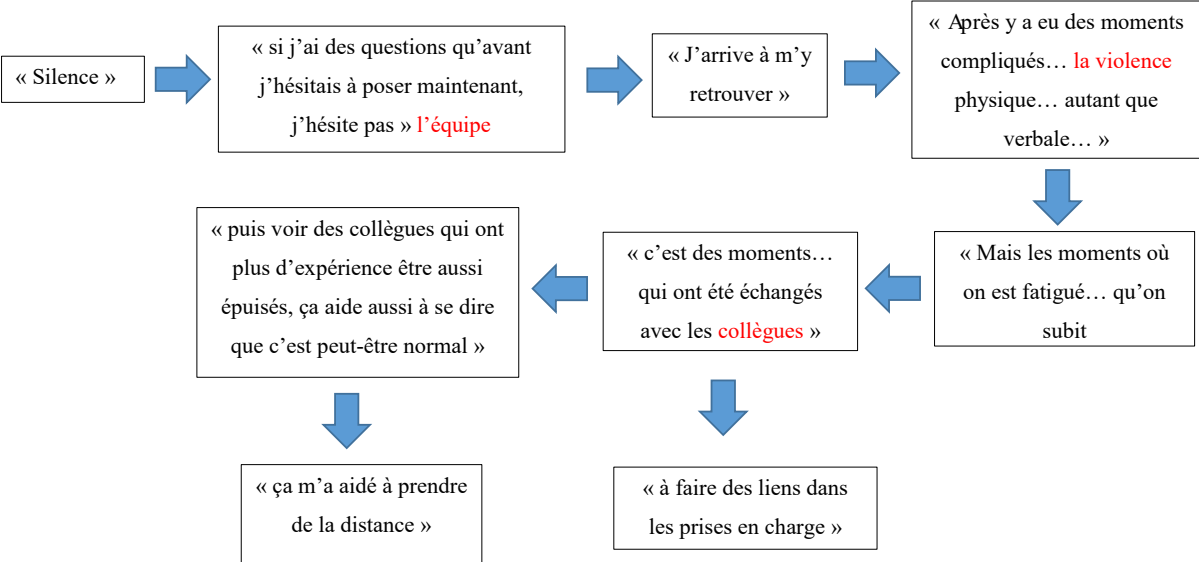 « Silence »
« si j’ai des questions qu’avant
j’hésitais à poser maintenant,
j’hésite pas » l’équipe
« J’arrive à m’y
retrouver »
« Après y a eu des moments
compliqués… la violence
physique… autant que
verbale… »
« Mais les moments où
on est fatigué… qu’on
subit
« c’est des moments…
qui ont été échangés
avec les collègues »
« puis voir des collègues qui ont
plus d’expérience être aussi
épuisés, ça aide aussi à se dire
que c’est peut-être normal »
« ça m’a aidé à prendre
de la distance »
« à faire des liens dans
les prises en charge »